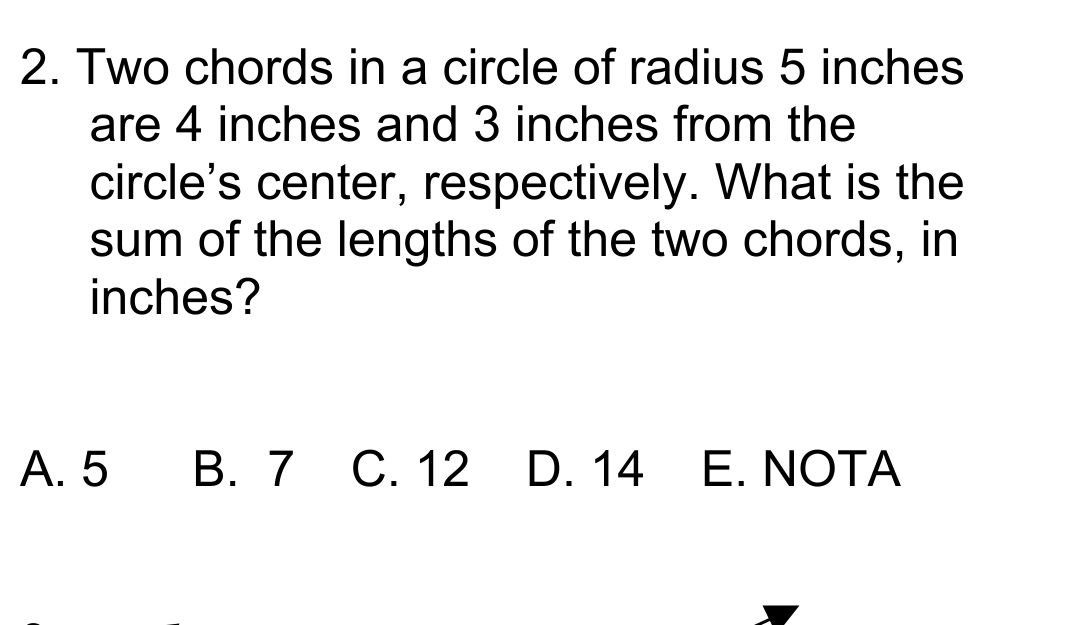 2. Two chords in a circle of radius 5 inches
are 4 inches and 3 inches from the
circle’s center, respectively. What is the
sum of the lengths of the two chords, in
inches?
A. 5 B. 7 C. 12 D. 14 E. NOTA